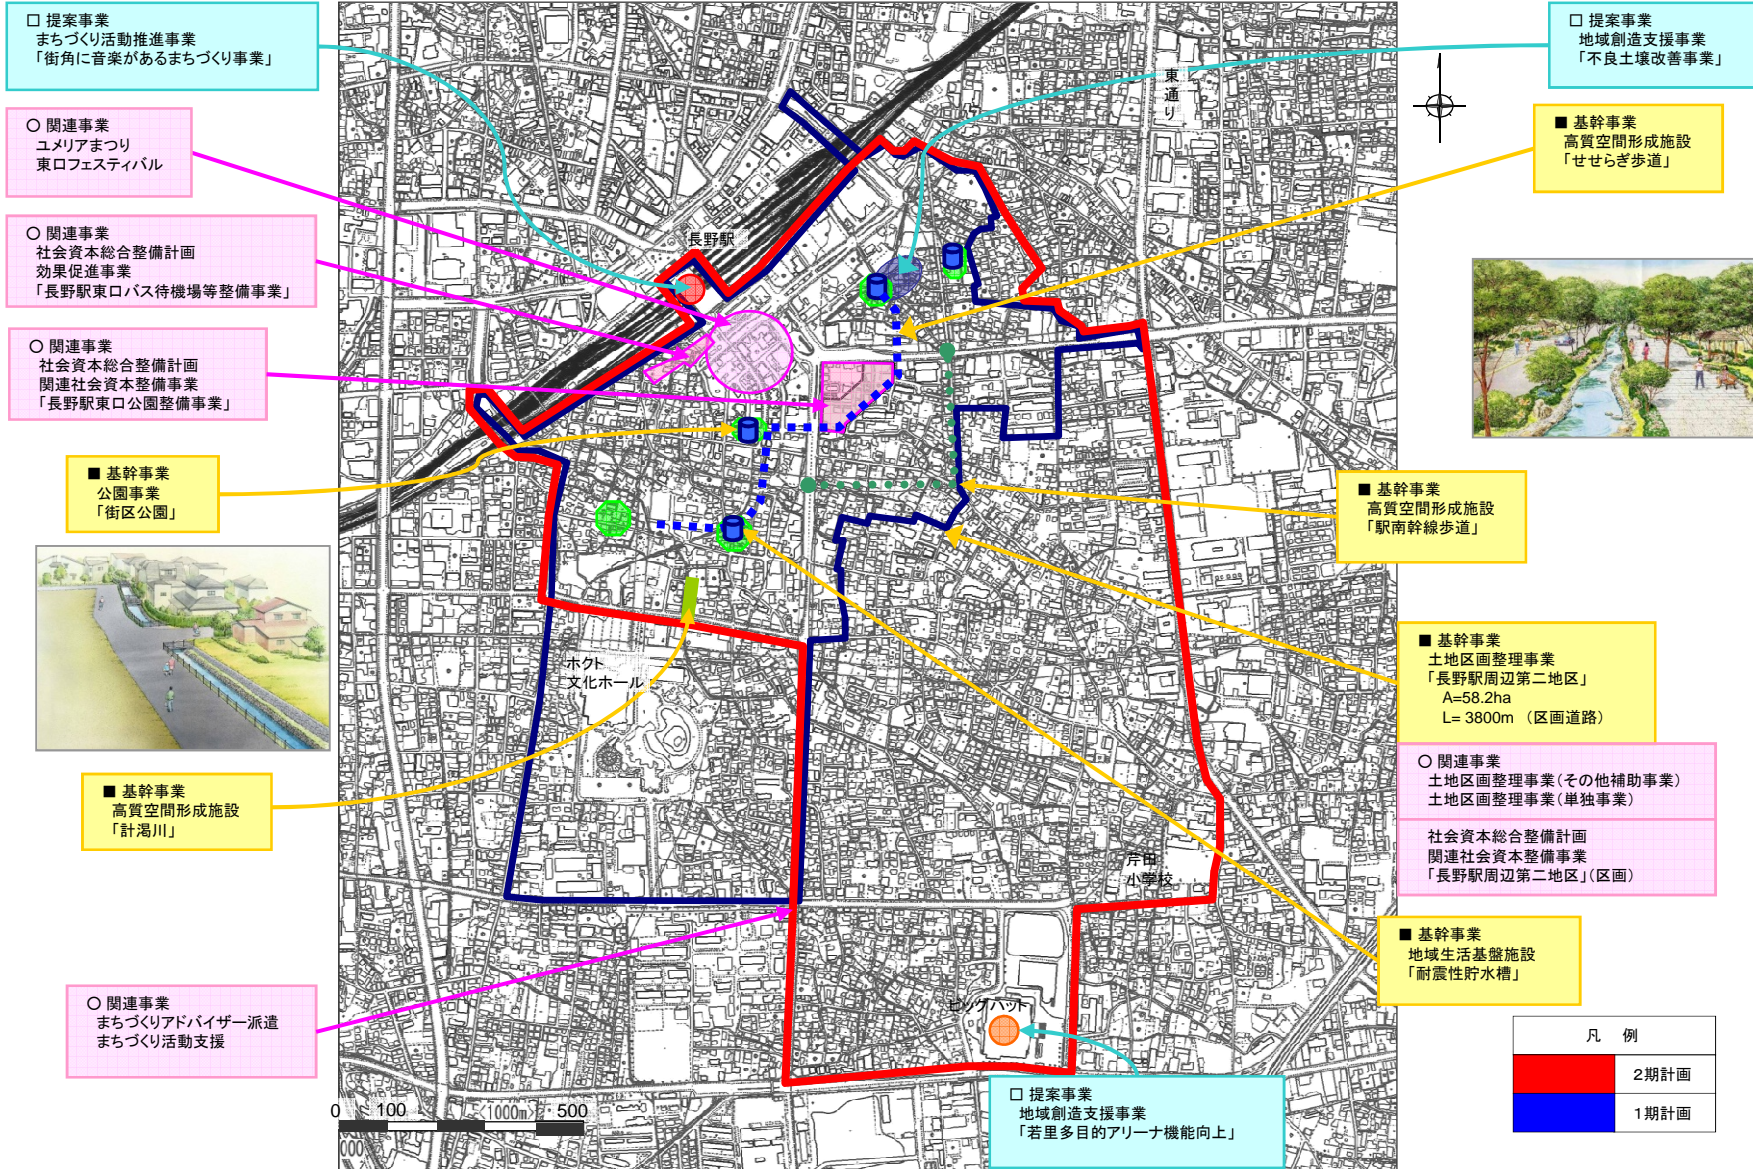 □ 提案事業
まちづくり活動推進事業
「街角に音楽があるまちづくり事業」
○ 関連事業
ユメリアまつり
東口フェスティバル
○ 関連事業
社会資本総合整備計画
効果促進事業
「長野駅東口バス待機場等整備事業」
○ 関連事業
社会資本総合整備計画
関連社会資本整備事業
「長野駅東口公園整備事業」
■ 基幹事業
公園事業
「街区公園」
■ 基幹事業
高質空間形成施設
「計渇川」
○ 関連事業
まちづくりアドバイザー派遣
まちづくり活動支援
長野駅
東通り
ホクト
文化ホール
芹田
小学校
ビッグハット
0 100 <1000m> 500
□ 提案事業
地域創造支援事業
「不良土壌改善事業」
■ 基幹事業
高質空間形成施設
「せせらぎ歩道」
■ 基幹事業
高質空間形成施設
「駅南幹線歩道」
■ 基幹事業
土地区画整理事業
「長野駅周辺第二地区」
A=58.2ha
L= 3800m （区画道路）
○ 関連事業
土地区画整理事業（その他補助事業）
土地区画整理事業（単独事業）
社会資本総合整備計画
関連社会資本整備事業
「長野駅周辺第二地区」（区画）
■ 基幹事業
地域生活基盤施設
「耐震性貯水槽」
□ 提案事業
地域創造支援事業
「若里多目的アリーナ機能向上」
凡 例
2期計画
1期計画